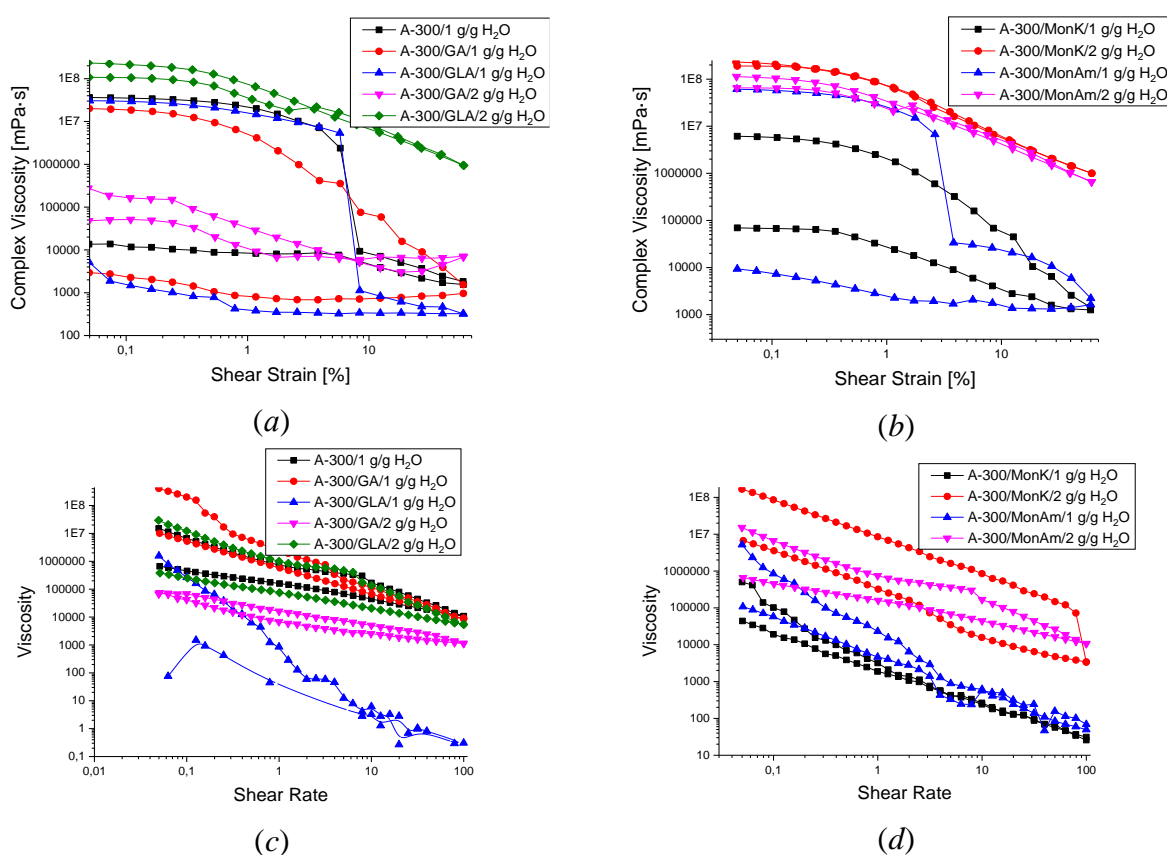 A-300/1 g/g H₂O
A-300/GA/1 g/g H₂O
A-300/GLA/1 g/g H₂O
A-300/GA/2 g/g H₂O
A-300/GLA/2 g/g H₂O
1E8
1E7
1000000
100000
10000
1000
100
Complex Viscosity [mPa·s]
0,1
1
10
Shear Strain [%]
(a)
A-300/MonK/1 g/g H₂O
A-300/MonK/2 g/g H₂O
A-300/MonAm/1 g/g H₂O
A-300/MonAm/2 g/g H₂O
1E8
1E7
1000000
100000
10000
1000
Complex Viscosity [mPa·s]
0,1
1
10
Shear Strain [%]
(b)
A-300/1 g/g H₂O
A-300/GA/1 g/g H₂O
A-300/GLA/1 g/g H₂O
A-300/GA/2 g/g H₂O
A-300/GLA/2 g/g H₂O
1E8
1E7
1000000
100000
10000
1000
100
10
1
0,1
Viscosity
0,01
0,1
1
10
100
Shear Rate
(c)
A-300/MonK/1 g/g H₂O
A-300/MonK/2 g/g H₂O
A-300/MonAm/1 g/g H₂O
A-300/MonAm/2 g/g H₂O
1E8
1E7
1000000
100000
10000
1000
100
10
Viscosity
0,1
1
10
100
Shear Rate
(d)